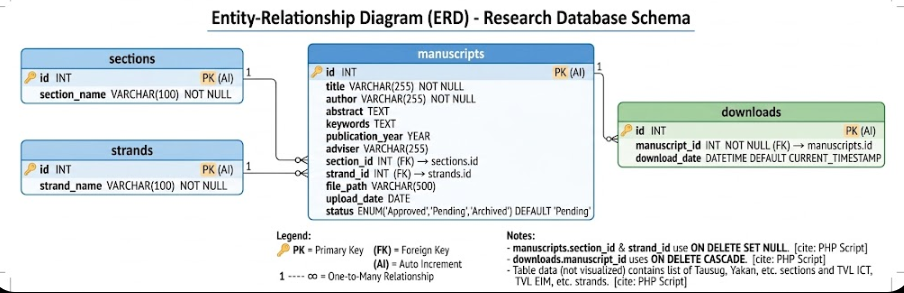 Entity-Relationship Diagram (ERD) - Research Database Schema
sections
id INT PK (AI)
section_name VARCHAR(100) NOT NULL
1
strands
id INT PK (AI)
strand_name VARCHAR(100) NOT NULL
1
manuscripts
id INT PK (AI)
title VARCHAR(255) NOT NULL
author VARCHAR(255) NOT NULL
abstract TEXT
keywords TEXT
publication_year YEAR
adviser VARCHAR(255)
section_id INT (FK) → sections.id
strand_id INT (FK) → strands.id
file_path VARCHAR(500)
upload_date DATE
status ENUM('Approved','Pending','Archived') DEFAULT 'Pending'
1
downloads
id INT PK (AI)
manuscript_id INT NOT NULL (FK) → manuscripts.id
download_date DATETIME DEFAULT CURRENT_TIMESTAMP
Legend:
PK = Primary Key (FK) = Foreign Key
(AI) = Auto Increment
1 ---- ∞ = One-to-Many Relationship
Notes:
- manuscripts.section_id & strand_id use ON DELETE SET NULL. [cite: PHP Script]
- downloads.manuscript_id uses ON DELETE CASCADE. [cite: PHP Script]
- Table data (not visualized) contains list of Tausug, Yakan, etc. sections and TVL ICT,
TVL EIM, etc. strands. [cite: PHP Script]